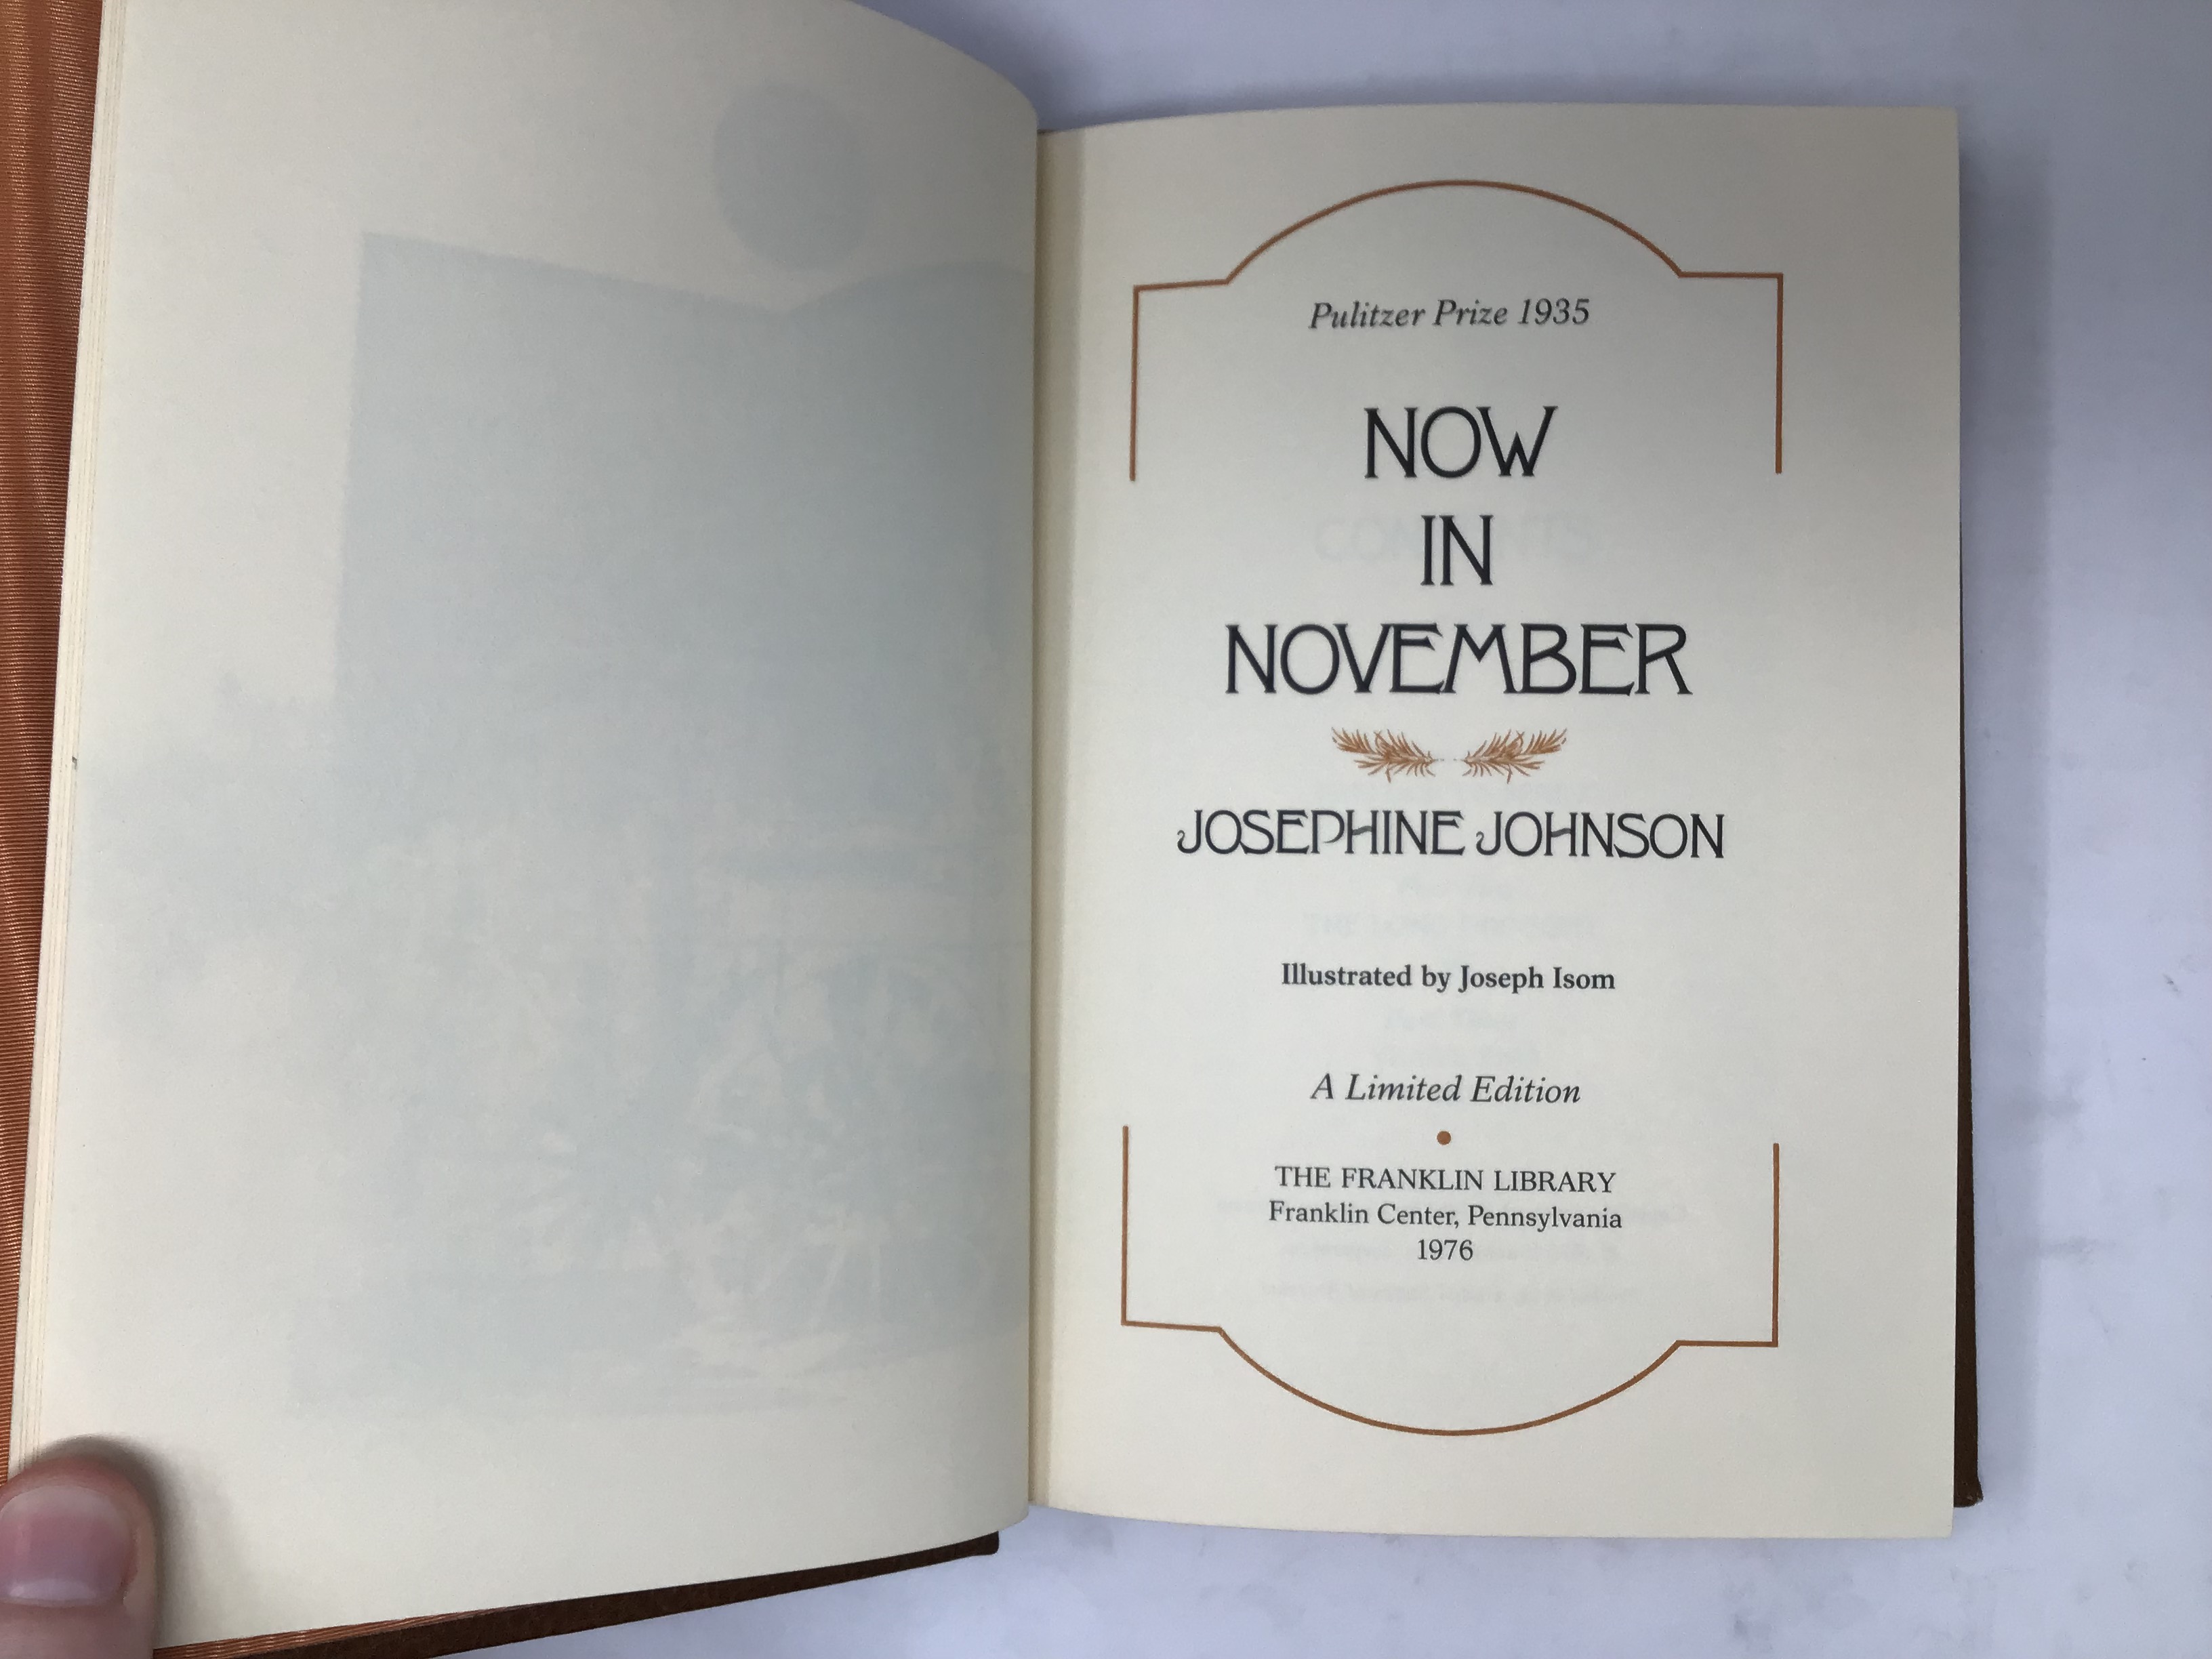 Pulitzer Prize 1935
NOW
IN
NOVEMBER
JOSEPHINE JOHNSON
Illustrated by Joseph Isom
A Limited Edition
THE FRANKLIN LIBRARY
Franklin Center, Pennsylvania
1976